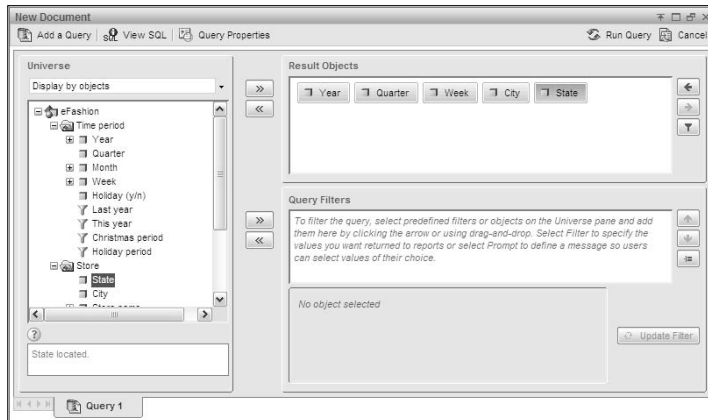 New Document
Add a Query View SQL Query Properties Run Query Cancel
Universe
Display by objects
eFashion
Time period
Year
Quarter
Month
Week
Holiday (y/n)
Last year
This year
Christmas period
Holiday period
Store
State
City
State located.
Result Objects
Year Quarter Week City State
Query Filters
To filter the query, select predefined filters or objects on the Universe pane and add
them here by clicking the arrow or using drag-and-drop. Select Filter to specify the
values you want returned to reports or select Prompt to define a message so users
can select values of their choice.
No object selected
Update Filter
Query 1